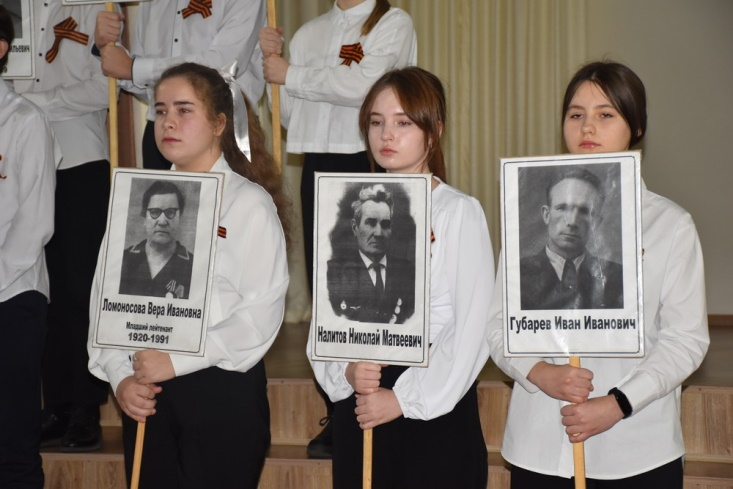 Ломоносова Вера Ивановна
Младший лейтенант
1920-1991
Налитов Николай Матвеевич
Губарев Иван Иванович